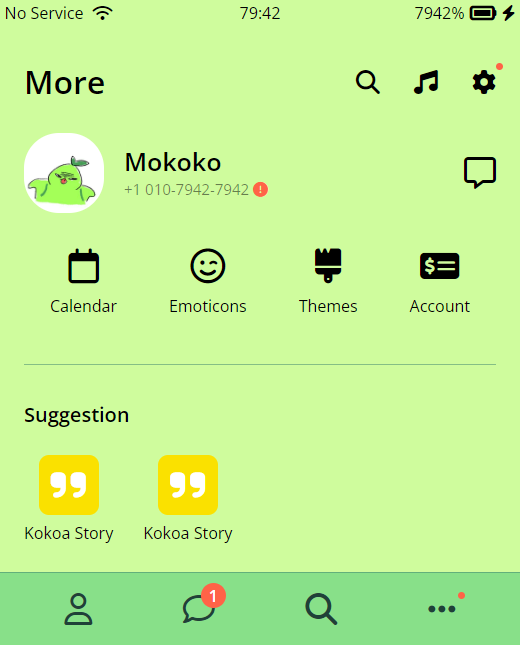 No Service 79:42 7942%
More
Mokoko
+1 010-7942-7942
Calendar Emoticons Themes Account
Suggestion
Kokoa Story Kokoa Story
1